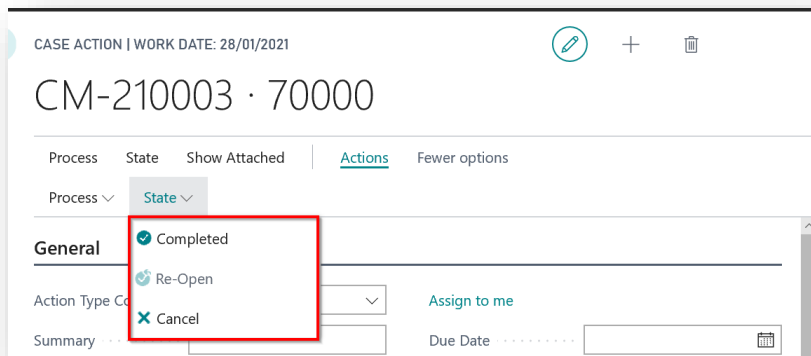 CASE ACTION | WORK DATE: 28/01/2021
CM-210003 · 70000
Process State Show Attached Actions Fewer options
Process State
General
Completed
Re-Open
Cancel
Action Type Co
Assign to me
Summary
Due Date